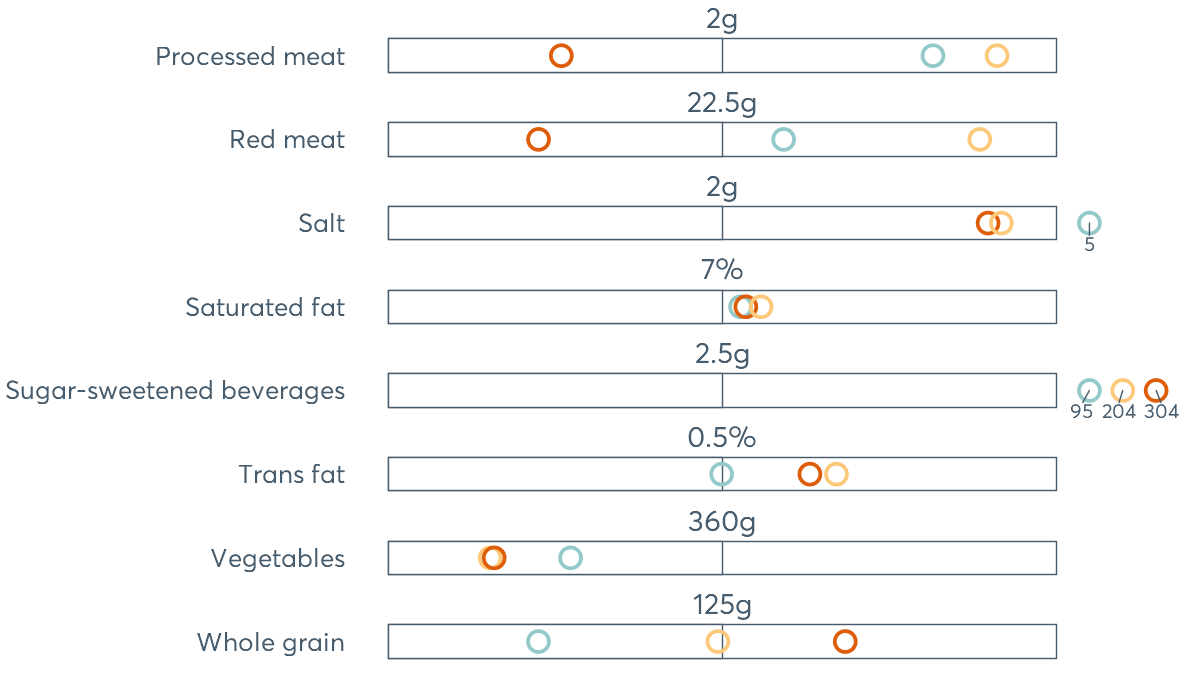 2g
Processed meat
22.5g
Red meat
2g
Salt
5
7%
Saturated fat
2.5g
Sugar-sweetened beverages
95 204 304
0.5%
Trans fat
360g
Vegetables
125g
Whole grain